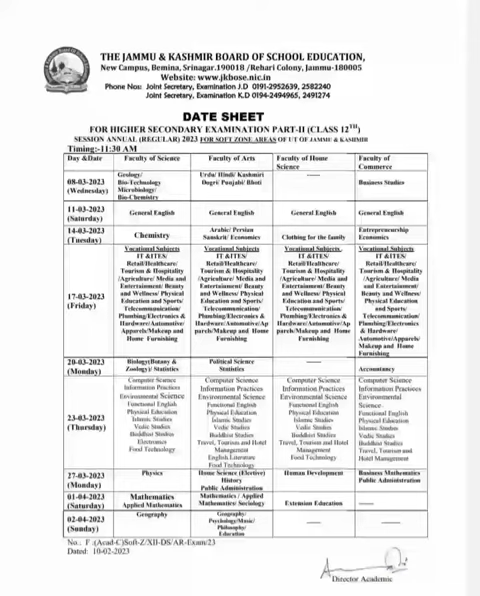 THE JAMMU & KASHMIR BOARD OF SCHOOL EDUCATION,
New Campus, Bemina, Srinagar.190018 /Rehari Colony, Jammu-180005
Website: www.jkbose.nic.in
Phone Nos: Joint Secretary, Examination J.D 0191-2952639, 2582240
Joint Secretary, Examination K.D 0194-2494965, 2491274
DATE SHEET
FOR HIGHER SECONDARY EXAMINATION PART-II (CLASS 12TH)
SESSION ANNUAL (REGULAR) 2023 FOR SOFT ZONE AREAS OF UT OF JAMMU & KASHMIR
Timing:-11:30 AM
Day &Date Faculty of Science Faculty of Arts Faculty of Home Science Faculty of Commerce
08-03-2023 (Wednesday)
Geology/
Bio-Technology
Microbiology/
Bio-Chemistry
Urdu/ Hindi/ Kashmiri
Dogri/ Punjabi/ Bhoti
-----
Business Studies
11-03-2023 (Saturday)
General English General English General English General English
14-03-2023 (Tuesday)
Chemistry
Arabic/ Persian
Sanskrit/ Economics
Clothing for the family
Entrepreneurship
Economics
17-03-2023 (Friday)
Vocational Subjects
IT &ITES/
Retail/Healthcare/
Tourism & Hospitality
/Agriculture/ Media and
Entertainment/ Beauty
and Wellness/ Physical
Education and Sports/
Telecommunication/
Plumbing/Electronics &
Hardware/Automotive/
Apparels/Makeup and
Home Furnishing
Vocational Subjects
IT &ITES/
Retail/Healthcare/
Tourism & Hospitality
/Agriculture/ Media and
Entertainment/ Beauty
and Wellness/ Physical
Education and Sports/
Telecommunication/
Plumbing/Electronics &
Hardware/Automotive/Ap
parels/Makeup and Home
Furnishing
Vocational Subjects
IT &ITES/
Retail/Healthcare/
Tourism & Hospitality
/Agriculture/ Media and
Entertainment/ Beauty
and Wellness/ Physical
Education and Sports/
Telecommunication/
Plumbing/Electronics &
Hardware/Automotive/Ap
parels/Makeup and Home
Furnishing
Vocational Subjects
IT &ITES/
Retail/Healthcare/
Tourism & Hospitality
/Agriculture/ Media
and Entertainment/
Beauty and Wellness/
Physical Education
and Sports/
Telecommunication/
Plumbing/Electronics
& Hardware/
Automotive/Apparels/
Makeup and Home
Furnishing
20-03-2023 (Monday)
Biology(Botany &
Zoology)/ Statistics
Political Science
Statistics
-----
Accountancy
23-03-2023 (Thursday)
Computer Science
Information Practices
Environmental Science
Functional English
Physical Education
Islamic Studies
Vedic Studies
Buddhist Studies
Electronics
Food Technology
Computer Science
Information Practices
Environmental Science
Functional English
Physical Education
Islamic Studies
Vedic Studies
Buddhist Studies
Travel, Tourism and Hotel
Management
English Literature
Food Technology
Computer Science
Information Practices
Environmental Science
Functional English
Physical Education
Islamic Studies
Vedic Studies
Buddhist Studies
Travel, Tourism and Hotel
Management
Food Technology
Computer Science
Information Practices
Environmental
Science
Functional English
Physical Education
Islamic Studies
Vedic Studies
Buddhist Studies
Travel, Tourism and
Hotel Management
27-03-2023 (Monday)
Physics
Home Science (Elective)
History
Public Administration
Human Development
Business Mathematics
Public Administration
01-04-2023 (Saturday)
Mathematics
Applied Mathematics
Mathematics / Applied
Mathematics/ Sociology
Extension Education
-----
02-04-2023 (Sunday)
Geography
Geography/
Psychology/Music/
Philosophy/
Education
-----
-----
No.: F .(Acad-C)Soft-Z/XII-DS/AR-Exam/23
Dated: 10-02-2023
Director Academic